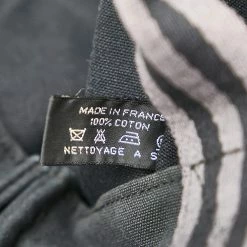 MADE IN FRANCE
100% COTON
NETTOYAGE A S